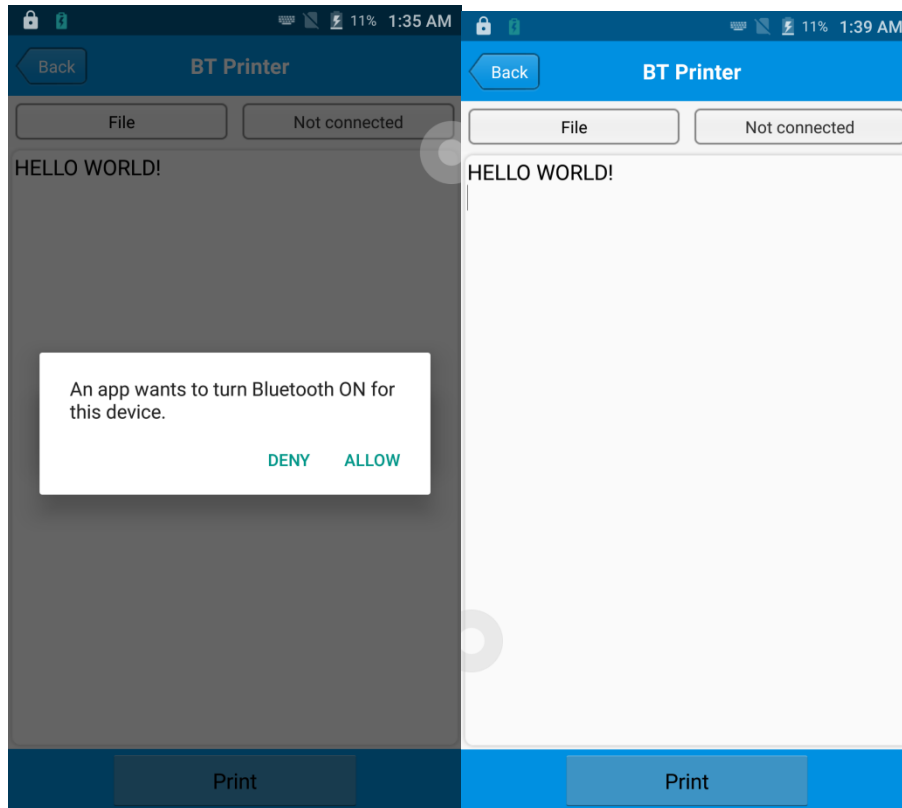 11% 1:35 AM
Back BT Printer
File Not connected
HELLO WORLD!
An app wants to turn Bluetooth ON for
this device.
DENY ALLOW
Print
11% 1:39 AM
Back BT Printer
File Not connected
HELLO WORLD!
Print